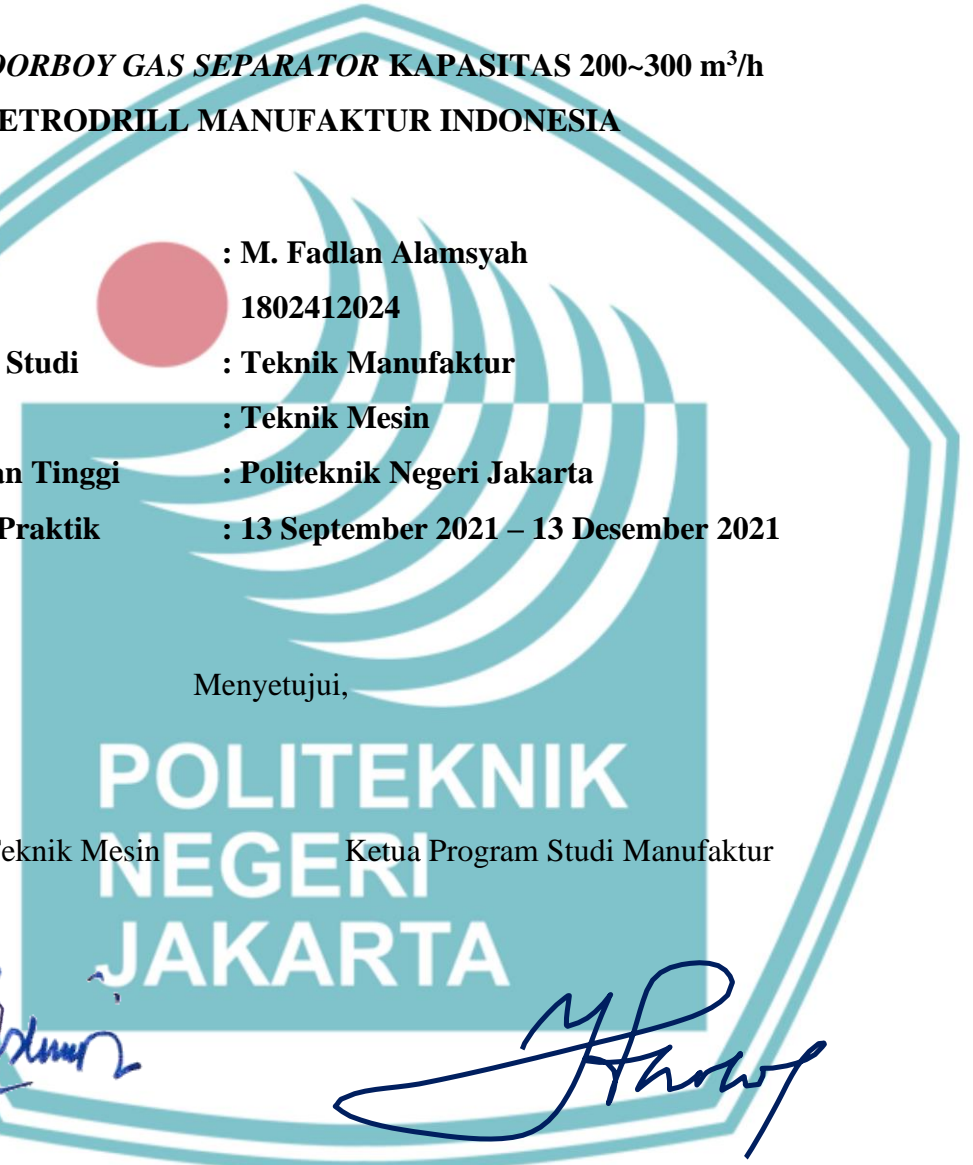 OORBOY GAS SEPARATOR KAPASITAS 200~300 m³/h
ETRODRILL MANUFAKTUR INDONESIA
: M. Fadlan Alamsyah
1802412024
Studi : Teknik Manufaktur
: Teknik Mesin
an Tinggi : Politeknik Negeri Jakarta
Praktik : 13 September 2021 – 13 Desember 2021
Menyetujui,
POLITEKNIK
Teknik Mesin Ketua Program Studi Manufaktur
NEGERI
JAKARTA